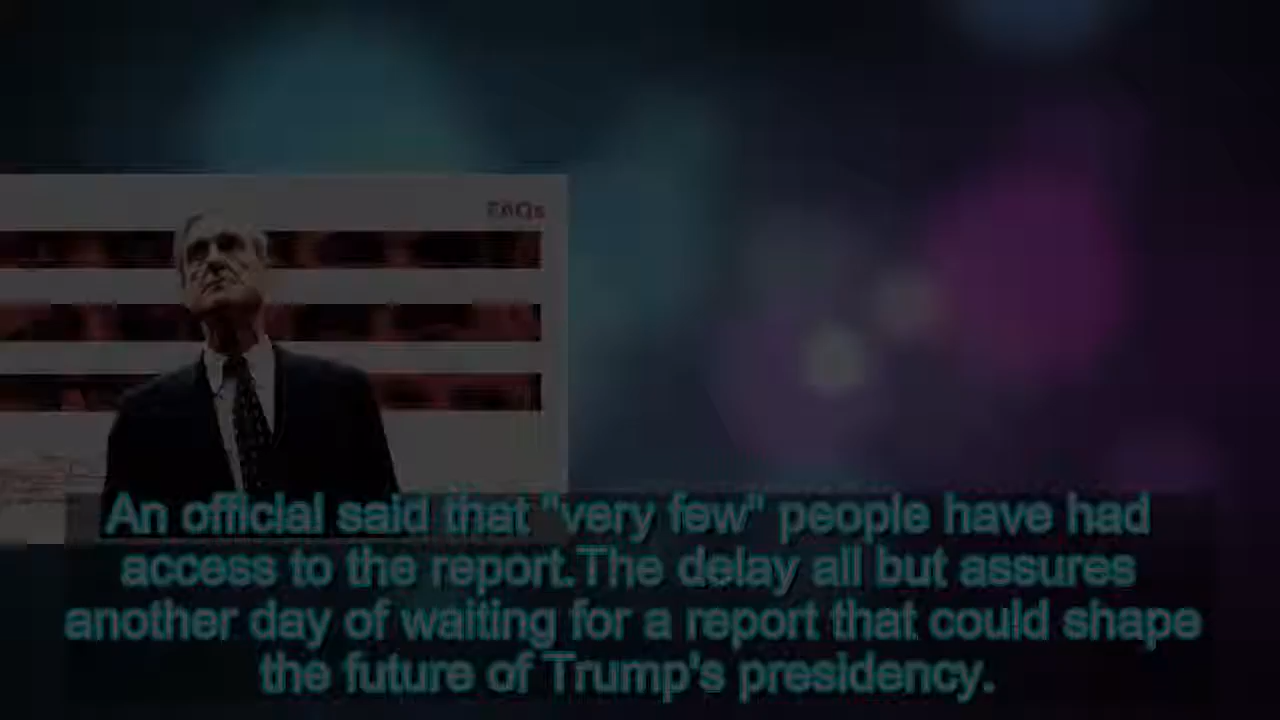 FAQs
An official said that "very few" people have had
access to the report.The delay all but assures
another day of waiting for a report that could shape
the future of Trump's presidency.